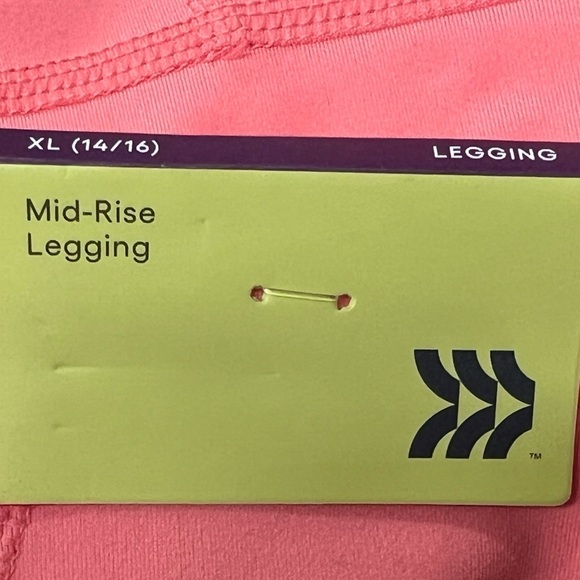 XL (14/16) LEGGING
Mid-Rise
Legging
TM